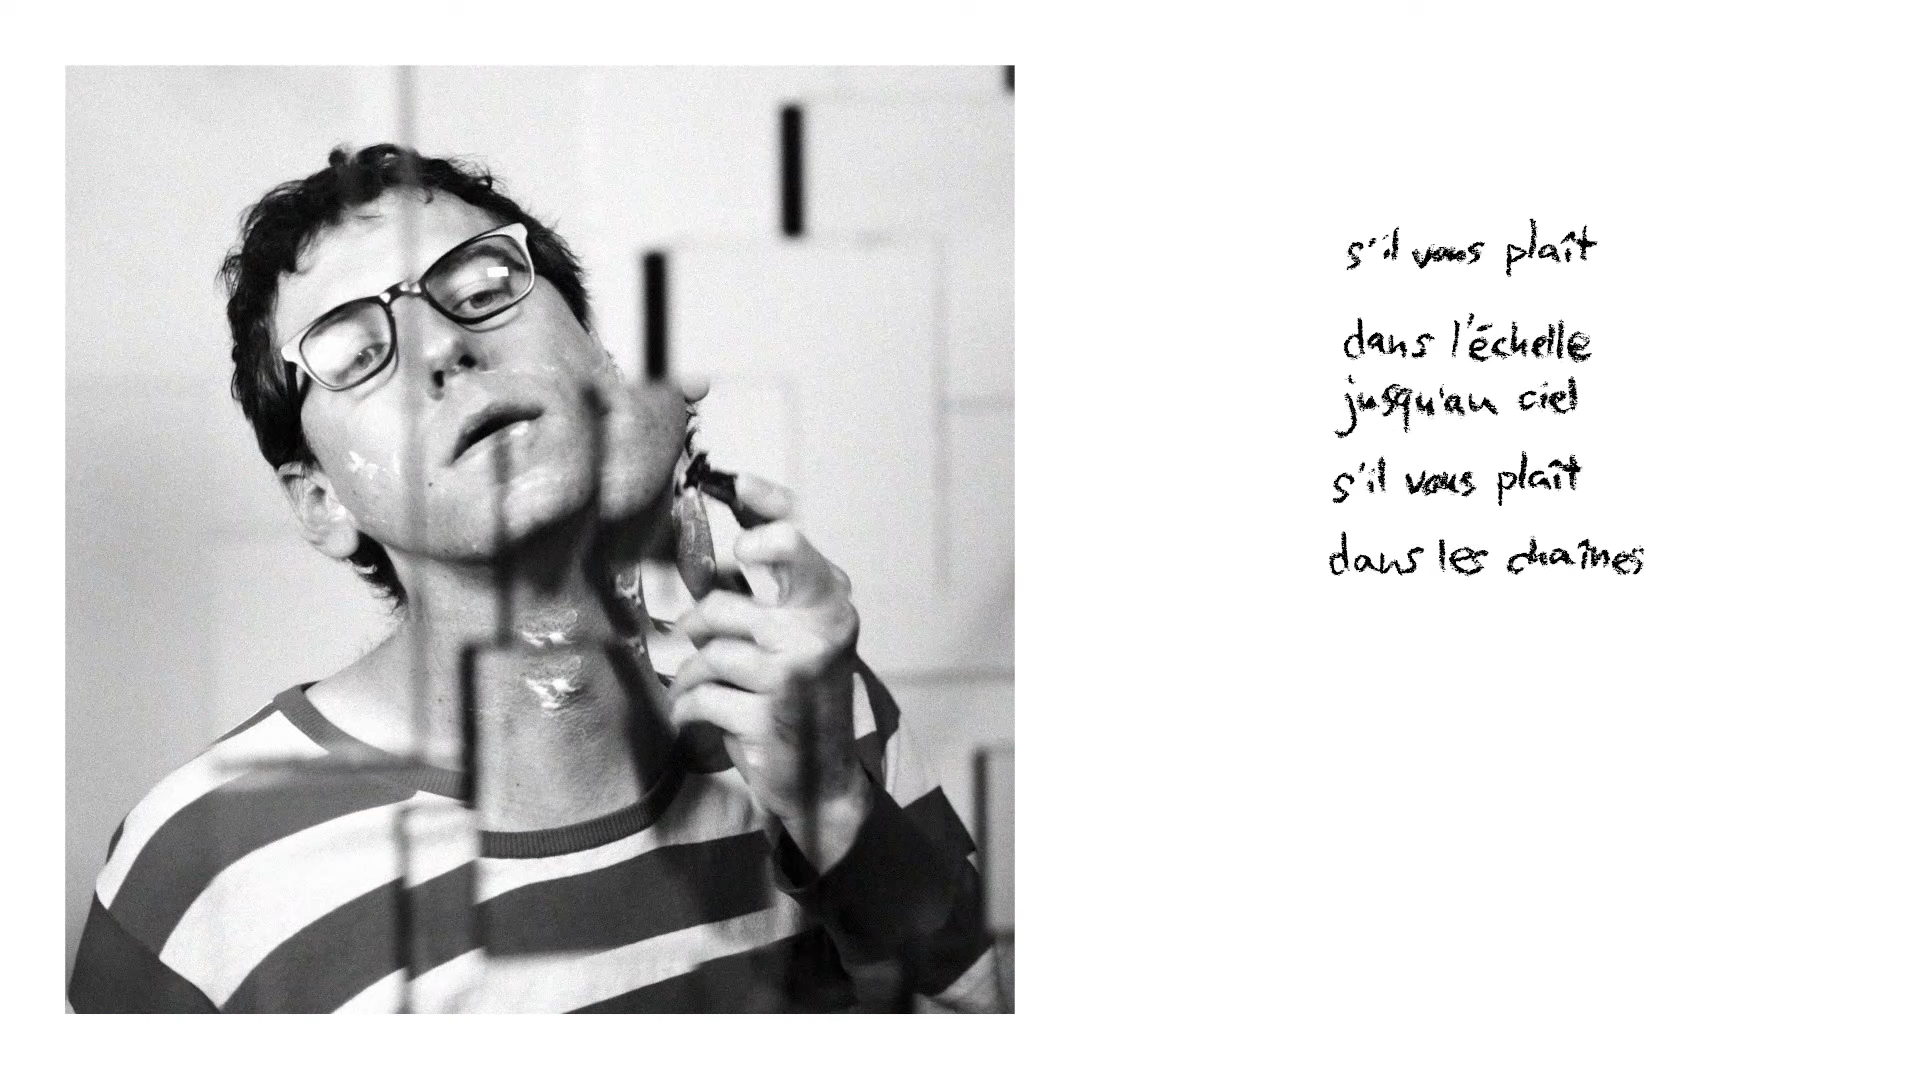 s'il vous plaît
dans l'échelle
jusqu'au ciel
s'il vous plaît
dans les chaînes